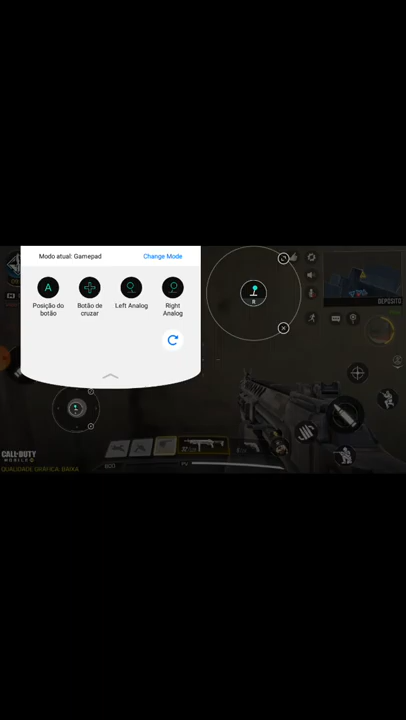 Modo atual: Gamepad
Change Mode
A
Posição do
botão
Botão de
cruzar
Left Analog
Right
Analog
R
DEPÓSITO
CALL OF DUTY
MOBILE
QUALIDADE GRÁFICA: BAIXA